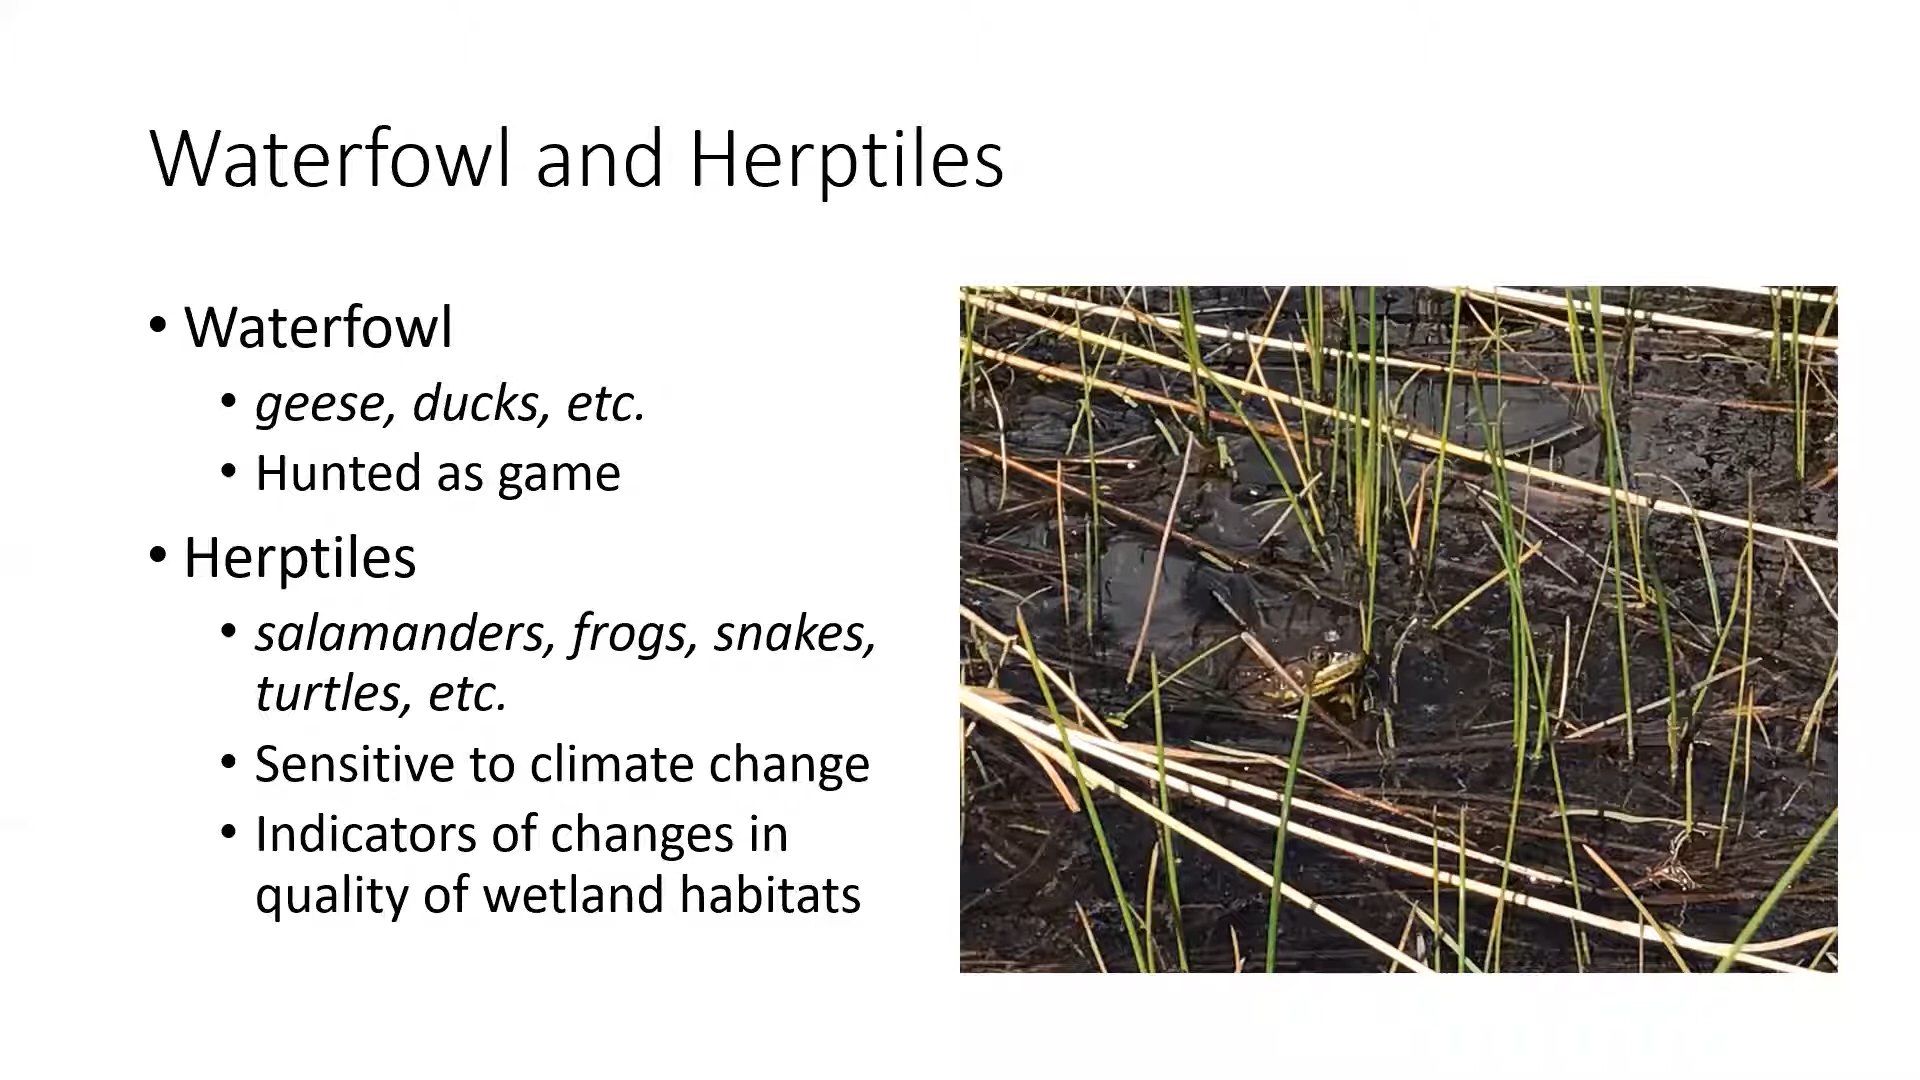 Waterfowl and Herptiles
• Waterfowl
• geese, ducks, etc.
• Hunted as game
• Herptiles
• salamanders, frogs, snakes,
turtles, etc.
• Sensitive to climate change
• Indicators of changes in
quality of wetland habitats